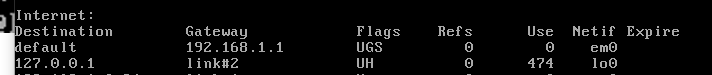 Internet:
Destination Gateway Flags Refs Use Netif Expire
default 192.168.1.1 UGS 0 0 em0
127.0.0.1 link#2 UH 0 474 lo0